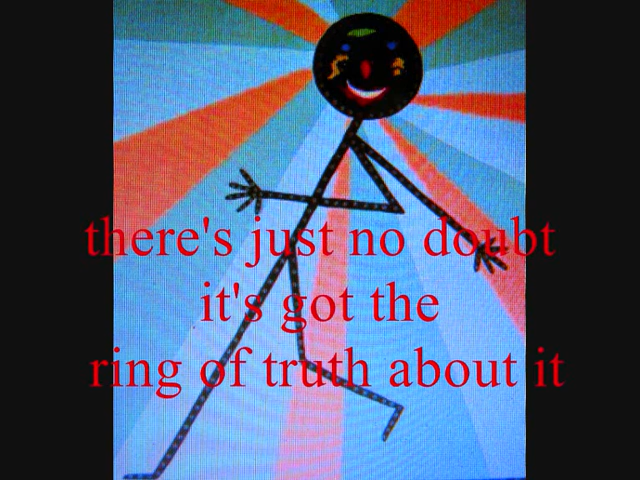 there's just no doubt
it's got the
ring of truth about it